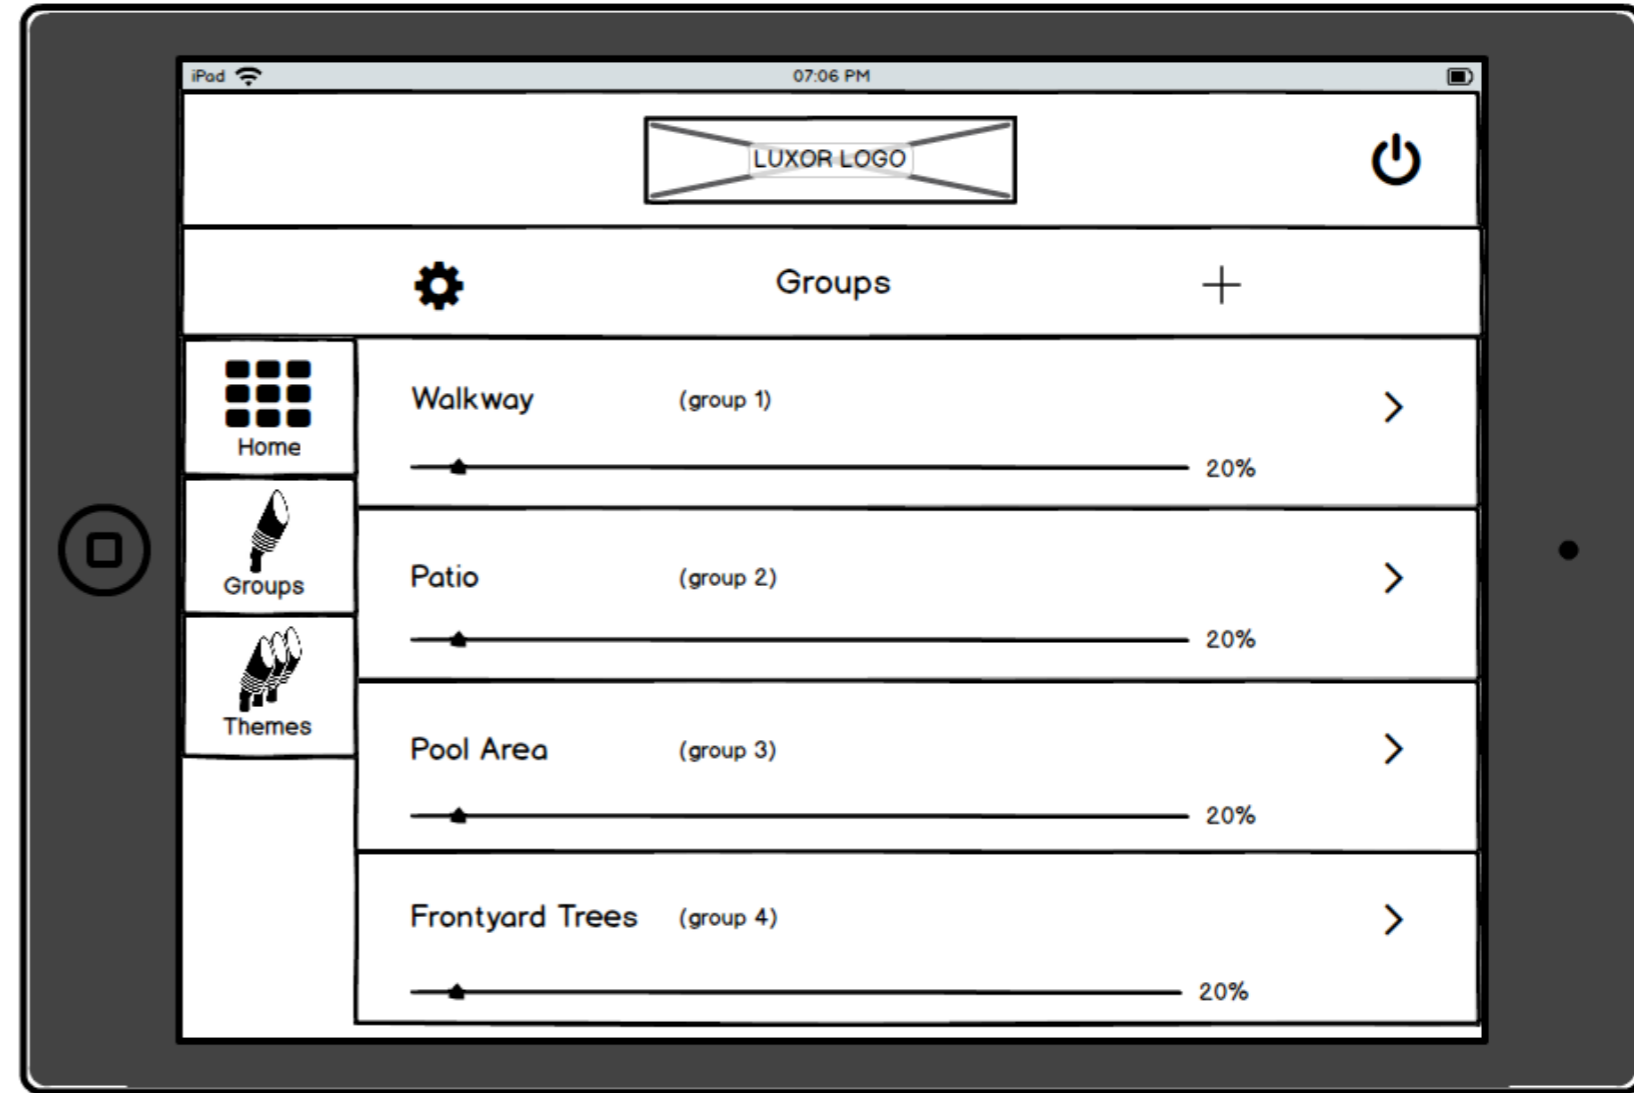 iPad 07:06 PM
LUXOR LOGO
Groups
Home
Groups
Themes
Walkway (group 1)
20%
Patio (group 2)
20%
Pool Area (group 3)
20%
Frontyard Trees (group 4)
20%